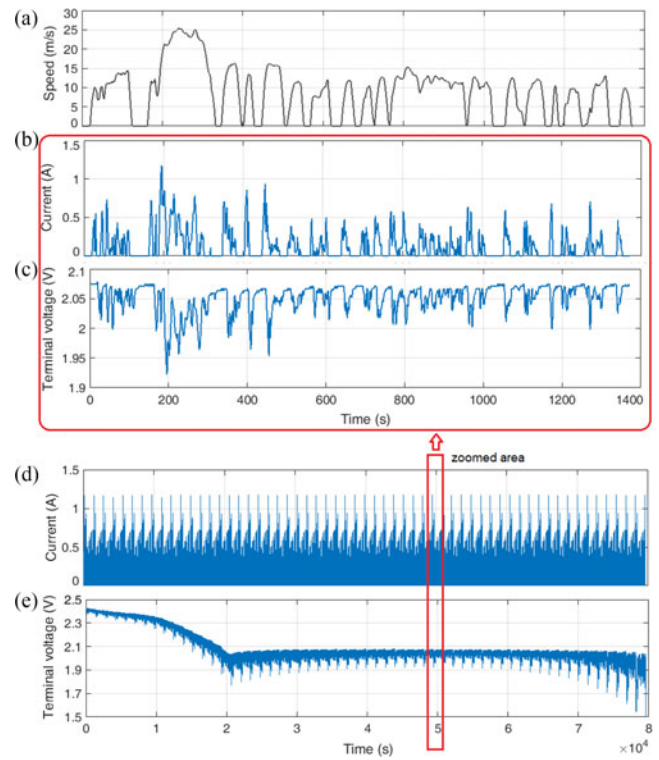 (a)
Speed (m/s)
30
25
20
15
10
5
0
(b)
Current (A)
1.5
1
0.5
0
(c)
Terminal voltage (V)
2.1
2.05
2
1.95
1.9
0 200 400 600 800 1000 1200 1400
Time (s)
zoomed area
(d)
Current (A)
1.5
1
0.5
0
(e)
Terminal voltage (V)
2.5
2.3
2.1
1.9
1.7
1.5
0 1 2 3 4 5 6 7 8
Time (s)
×10⁴